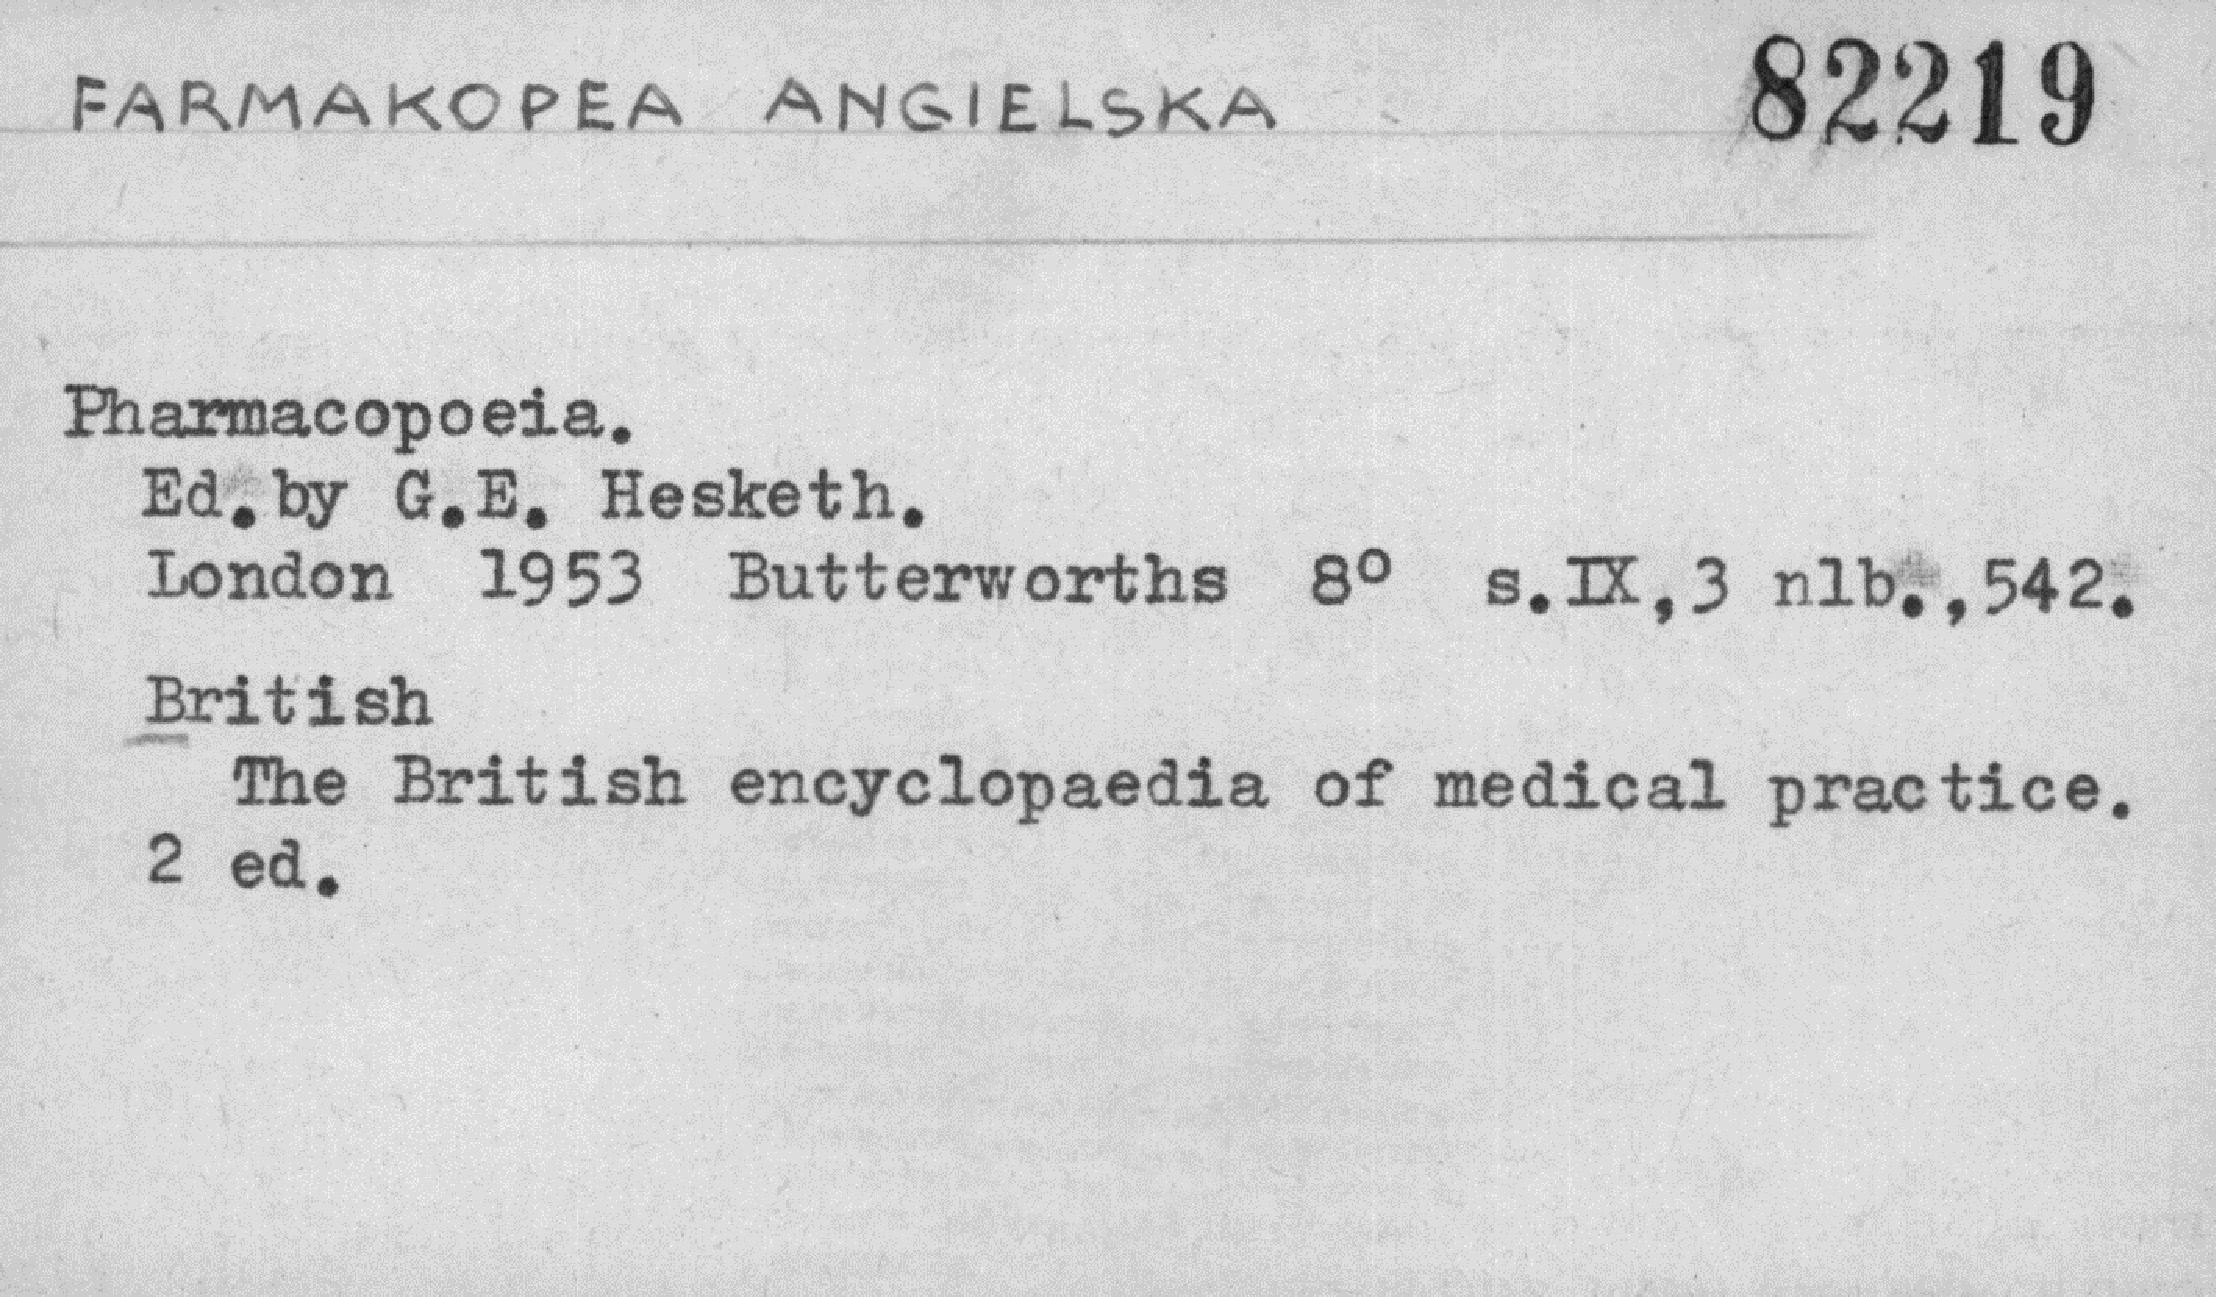 FARMAKOPEA ANGIELSKA 82219
Pharmacopoeia.
Ed. by G.E. Hesketh.
London 1953 Butterworths 8º s.IX,3 nlb.,542.
British
The British encyclopaedia of medical practice.
2 ed.